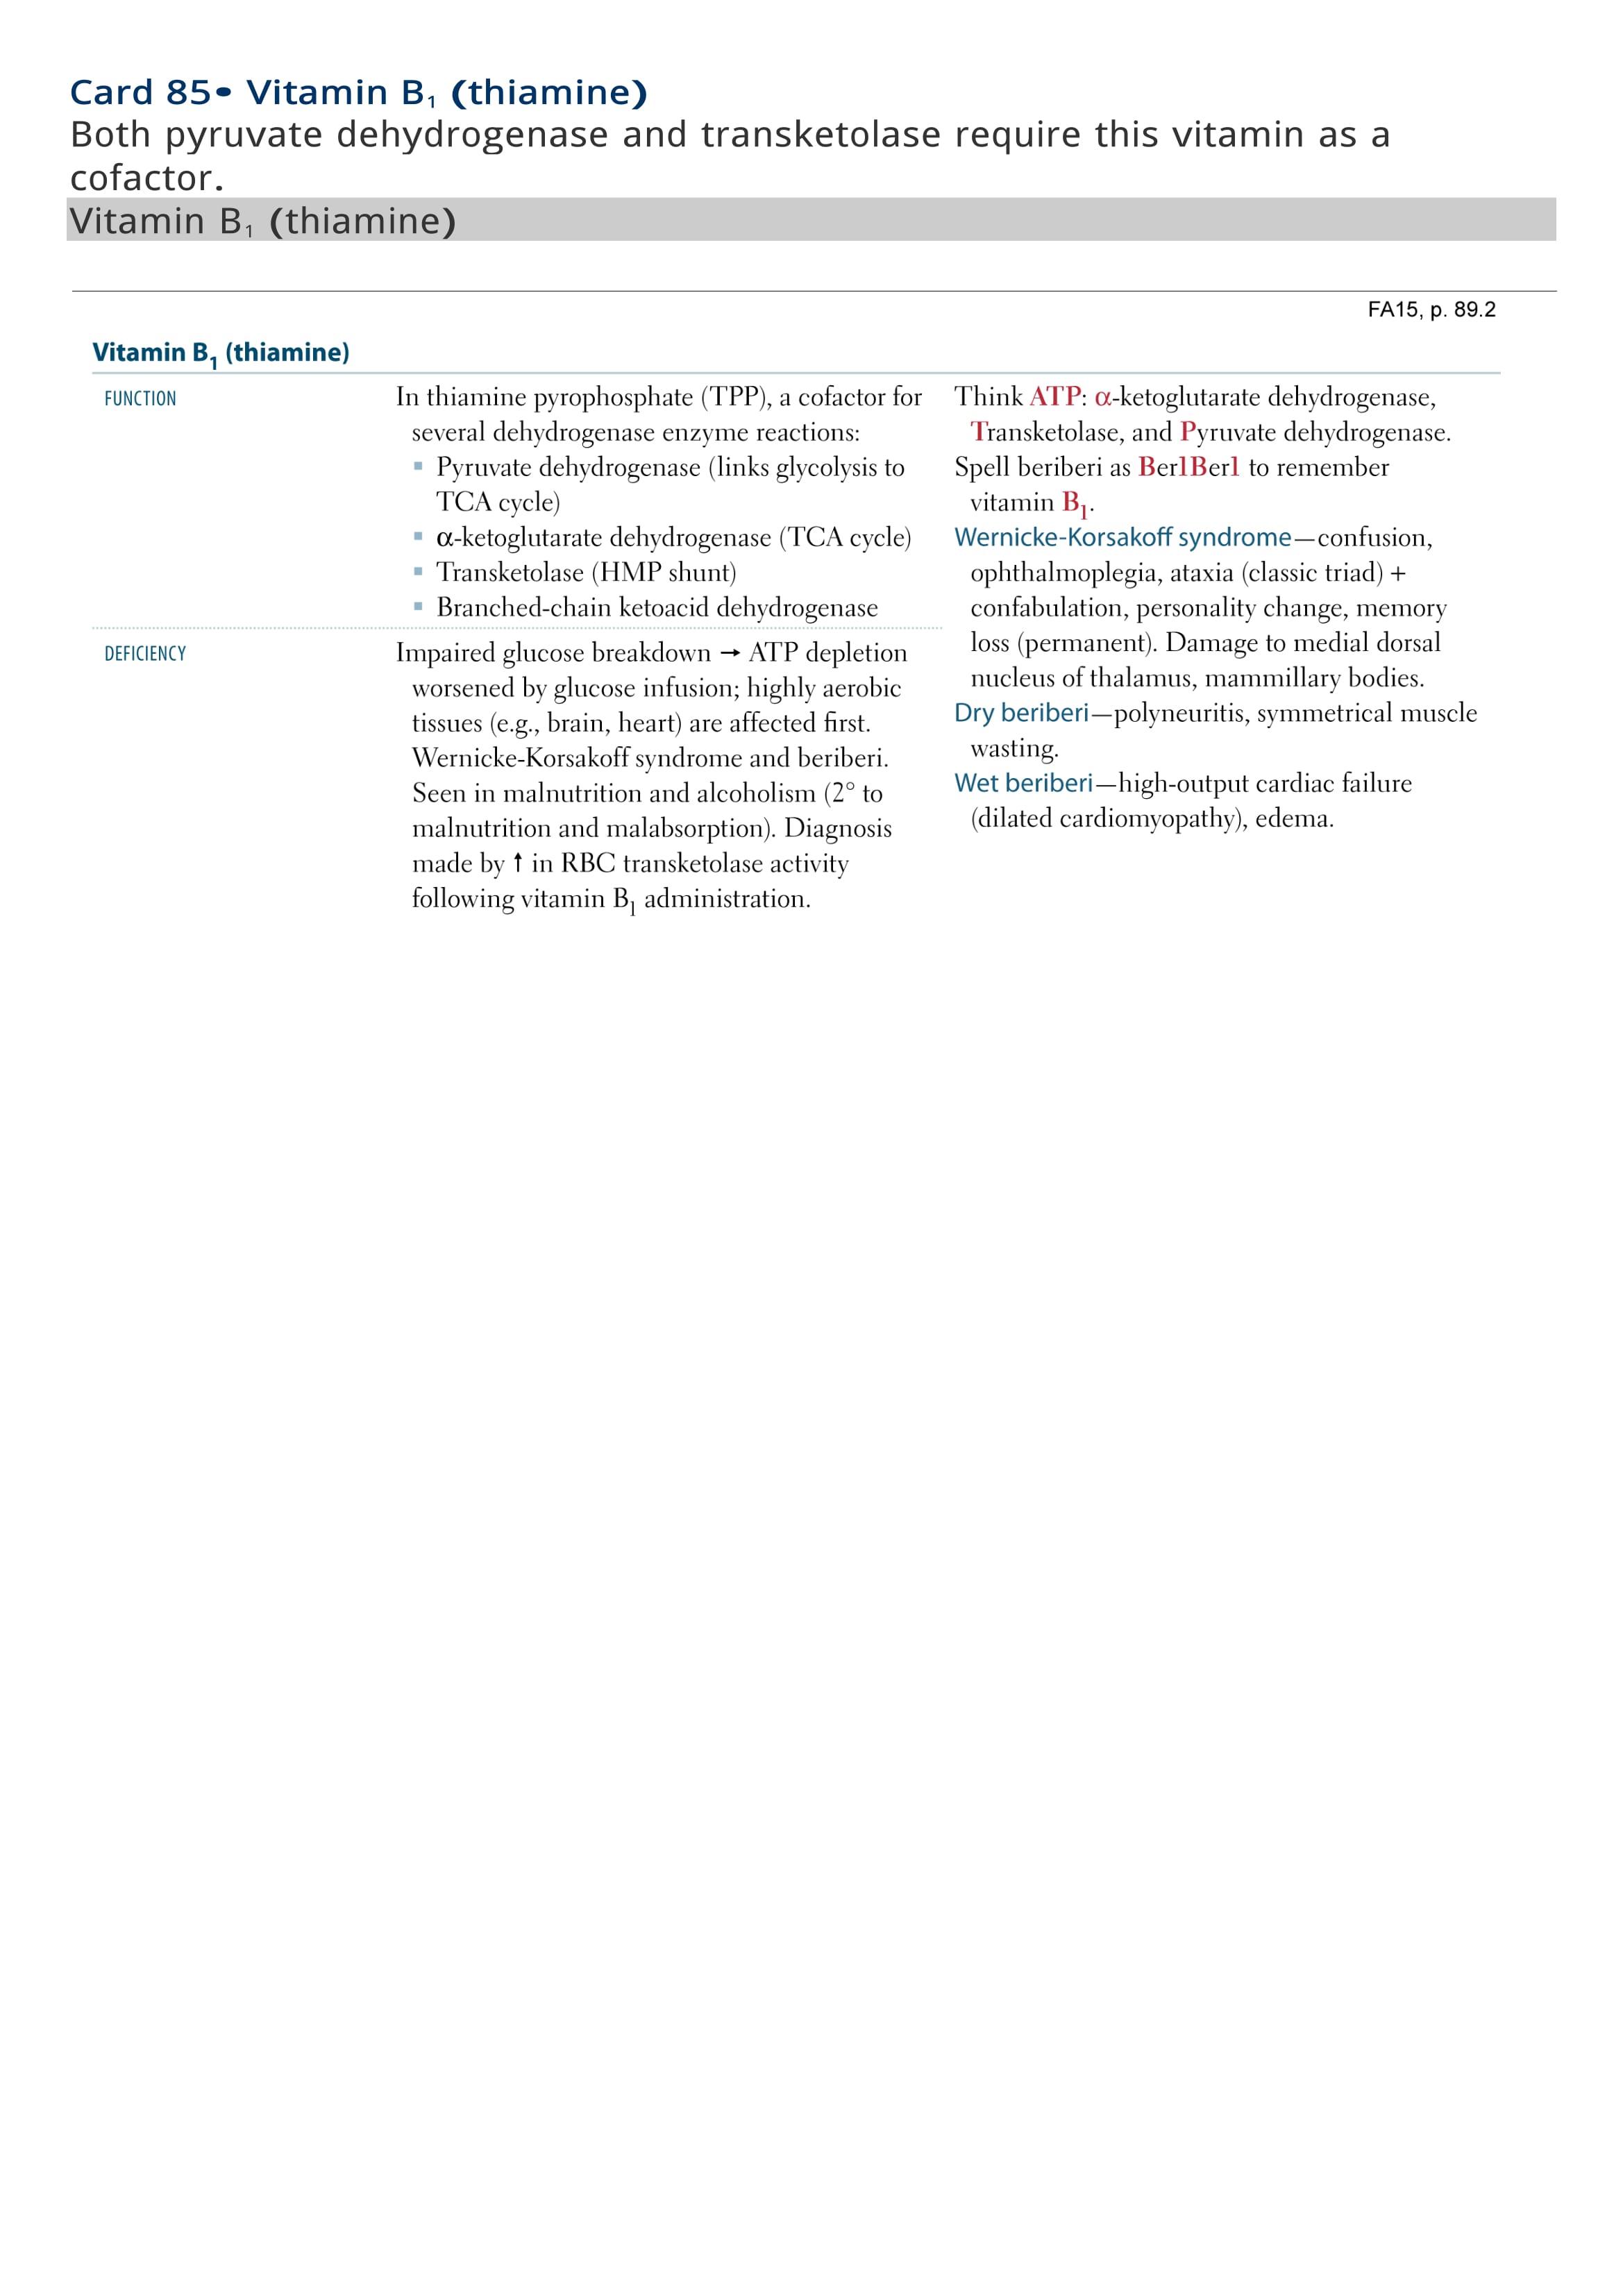 Card 85• Vitamin B₁ (thiamine)
Both pyruvate dehydrogenase and transketolase require this vitamin as a
cofactor.
Vitamin B₁ (thiamine)
FA15, p. 89.2
Vitamin B₁ (thiamine)
FUNCTION
In thiamine pyrophosphate (TPP), a cofactor for
several dehydrogenase enzyme reactions:
▪ Pyruvate dehydrogenase (links glycolysis to
TCA cycle)
▪ α-ketoglutarate dehydrogenase (TCA cycle)
▪ Transketolase (HMP shunt)
▪ Branched-chain ketoacid dehydrogenase
Think ATP: α-ketoglutarate dehydrogenase,
Transketolase, and Pyruvate dehydrogenase.
Spell beriberi as Ber1Ber1 to remember
vitamin B₁.
Wernicke-Korsakoff syndrome—confusion,
ophthalmoplegia, ataxia (classic triad) +
confabulation, personality change, memory
loss (permanent). Damage to medial dorsal
nucleus of thalamus, mammillary bodies.
Dry beriberi—polyneuritis, symmetrical muscle
wasting.
Wet beriberi—high-output cardiac failure
(dilated cardiomyopathy), edema.
DEFICIENCY
Impaired glucose breakdown → ATP depletion
worsened by glucose infusion; highly aerobic
tissues (e.g., brain, heart) are affected first.
Wernicke-Korsakoff syndrome and beriberi.
Seen in malnutrition and alcoholism (2° to
malnutrition and malabsorption). Diagnosis
made by ↑ in RBC transketolase activity
following vitamin B₁ administration.